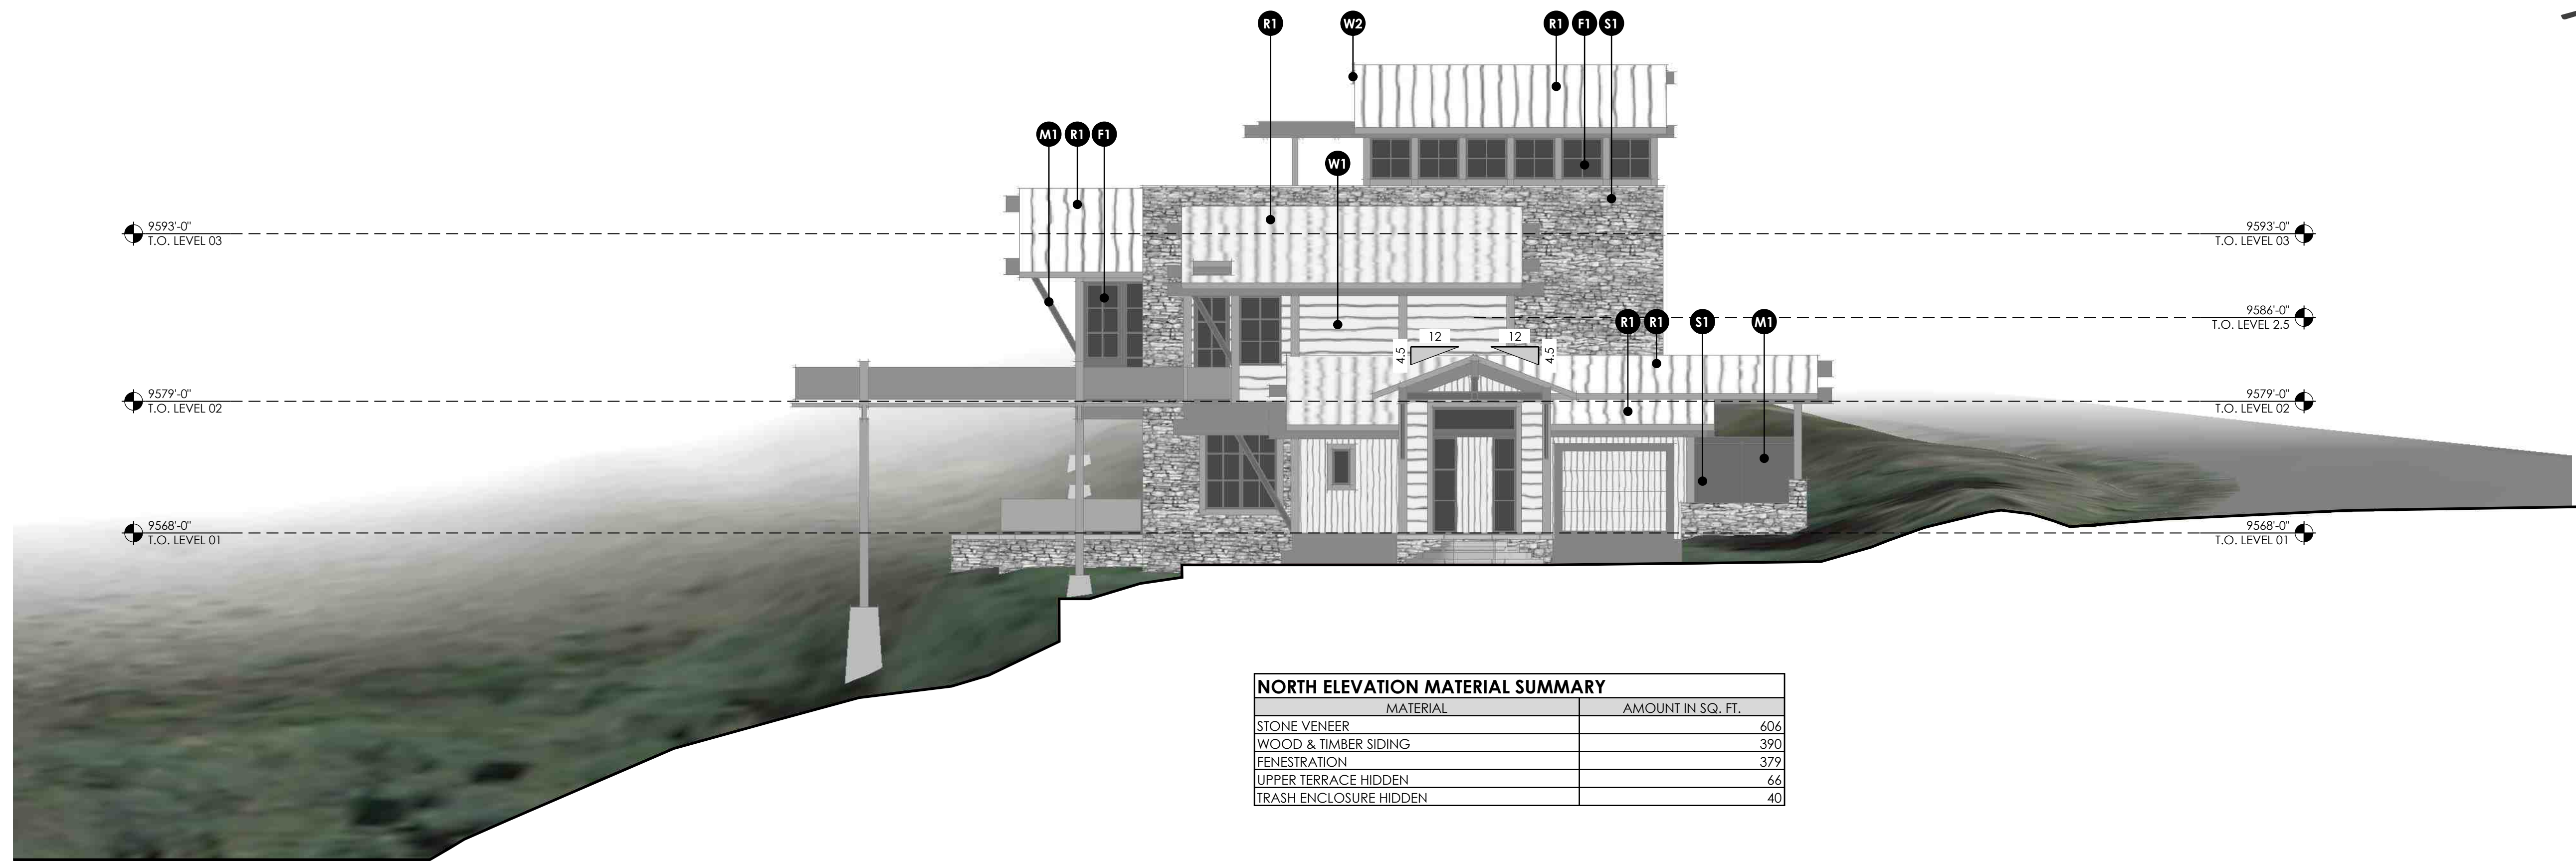 R1 W2 R1 F1 S1
M1 R1 F1
W1
9593'-0" 9593'-0"
T.O. LEVEL 03 T.O. LEVEL 03
9586'-0"
R1 R1 S1 M1
T.O. LEVEL 2.5
12 12
4.5 4.5
9579'-0" 9579'-0"
T.O. LEVEL 02 T.O. LEVEL 02
9568'-0" 9568'-0"
T.O. LEVEL 01 T.O. LEVEL 01
NORTH ELEVATION MATERIAL SUMMARY
MATERIAL AMOUNT IN SQ. FT.
STONE VENEER 606
WOOD & TIMBER SIDING 390
FENESTRATION 379
UPPER TERRACE HIDDEN 66
TRASH ENCLOSURE HIDDEN 40